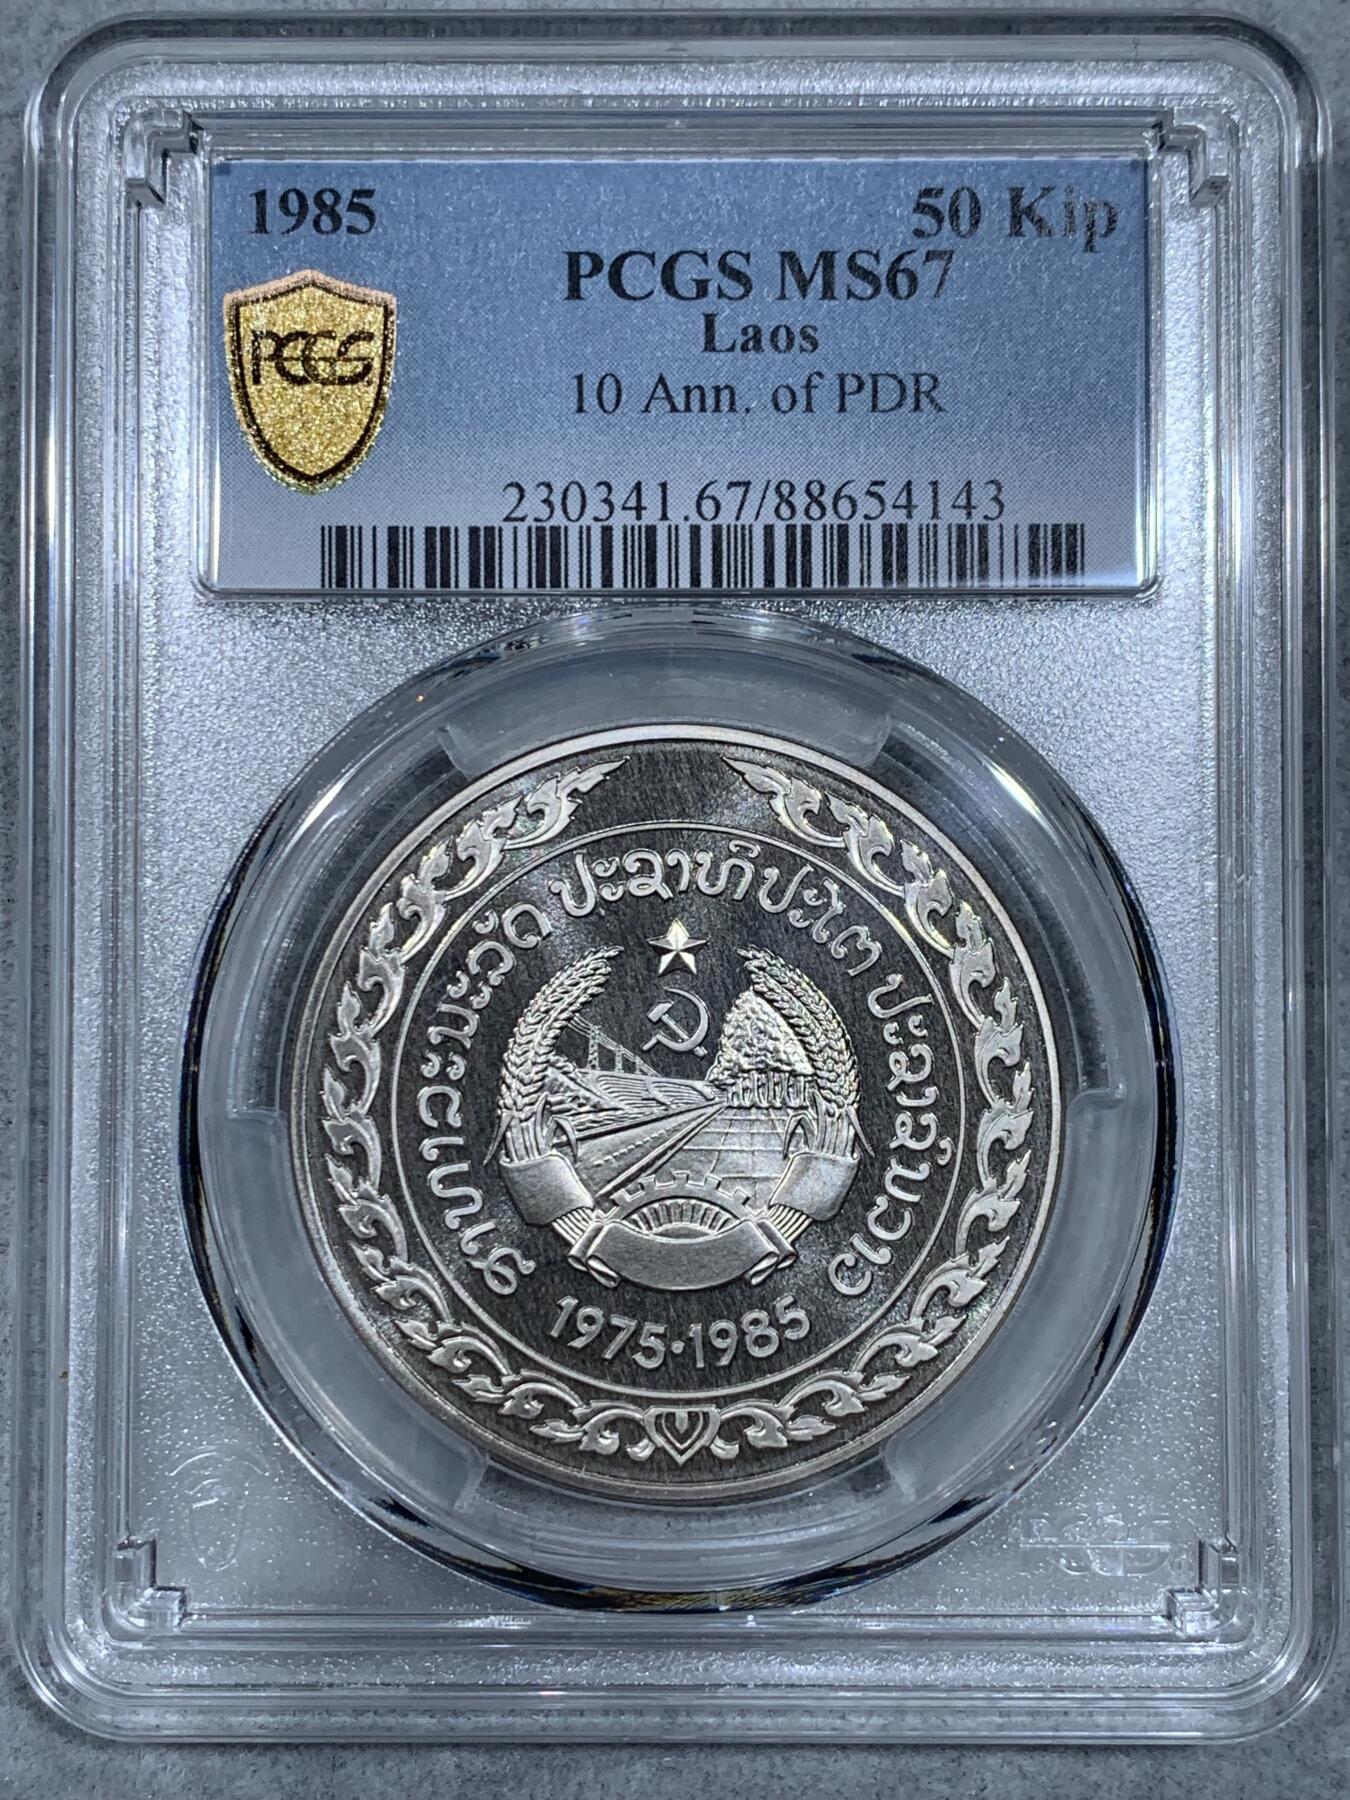 1985
50 Kip
PCGS MS67
Laos
10 Ann. of PDR
PCGS
230341.67/88654143
ສາທາລະນະລັດ ປະຊາທິປະໄຕ ປະຊາຊົນລາວ
1975·1985